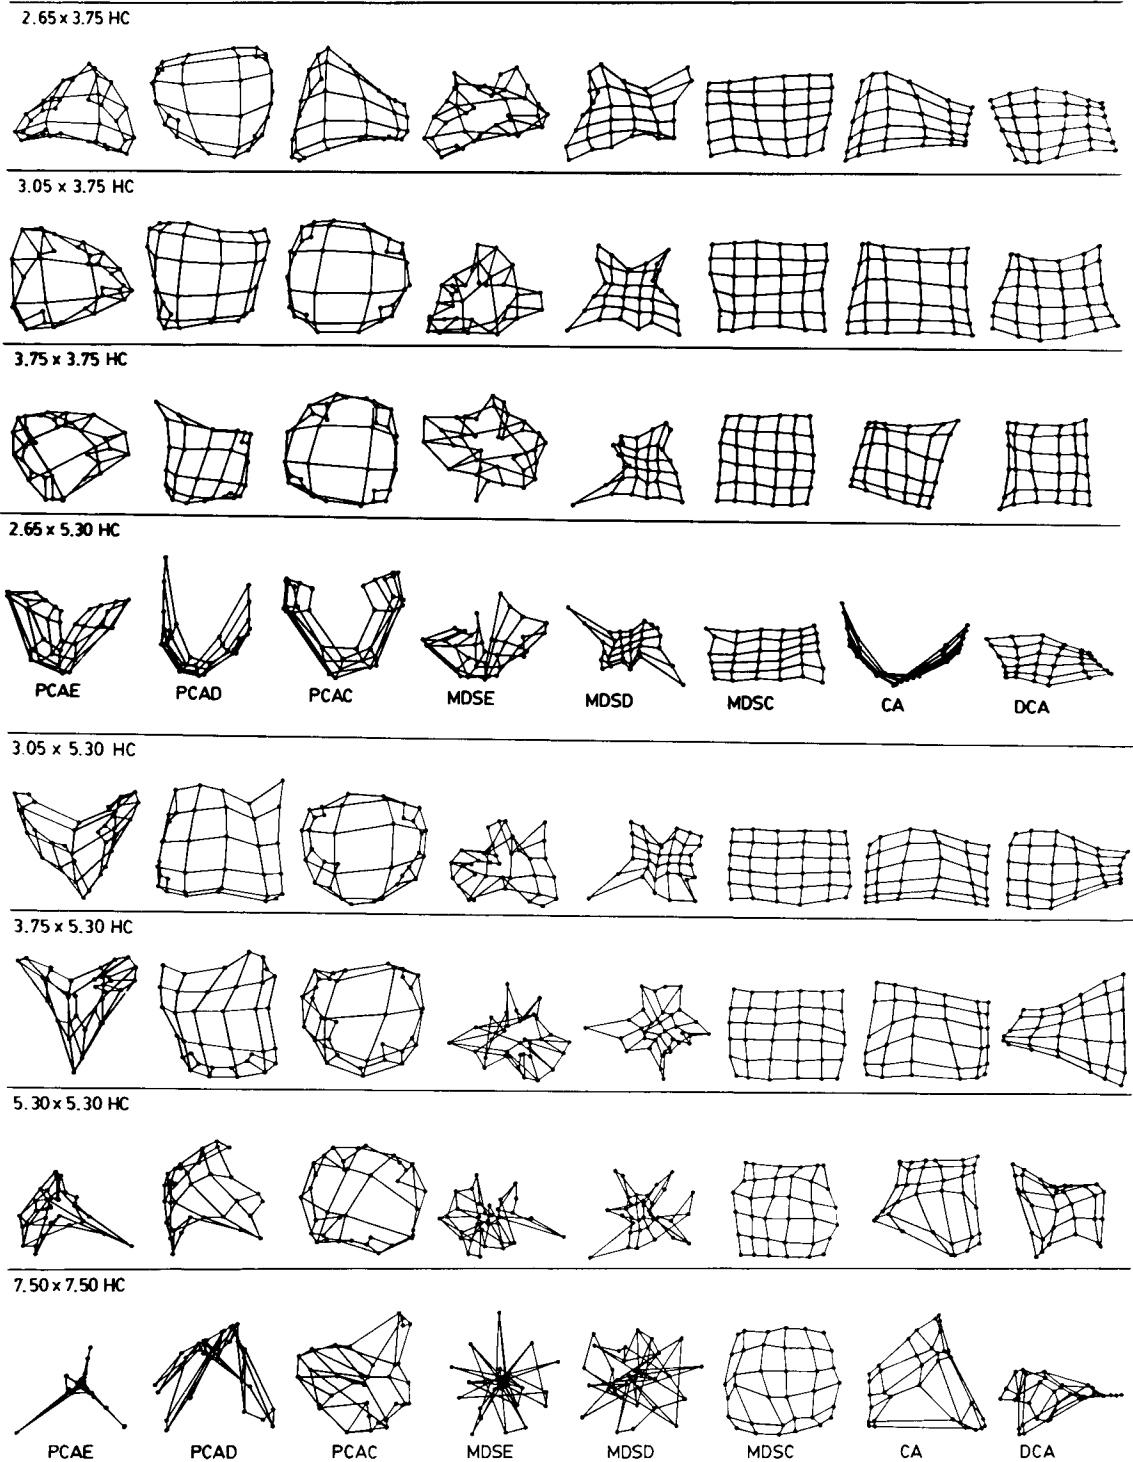 2.65 x 3.75 HC
3.05 x 3.75 HC
3.75 x 3.75 HC
2.65 x 5.30 HC
PCAE PCAD PCAC MDSE MDSD MDSC CA DCA
3.05 x 5.30 HC
3.75 x 5.30 HC
5.30 x 5.30 HC
7.50 x 7.50 HC
PCAE PCAD PCAC MDSE MDSD MDSC CA DCA